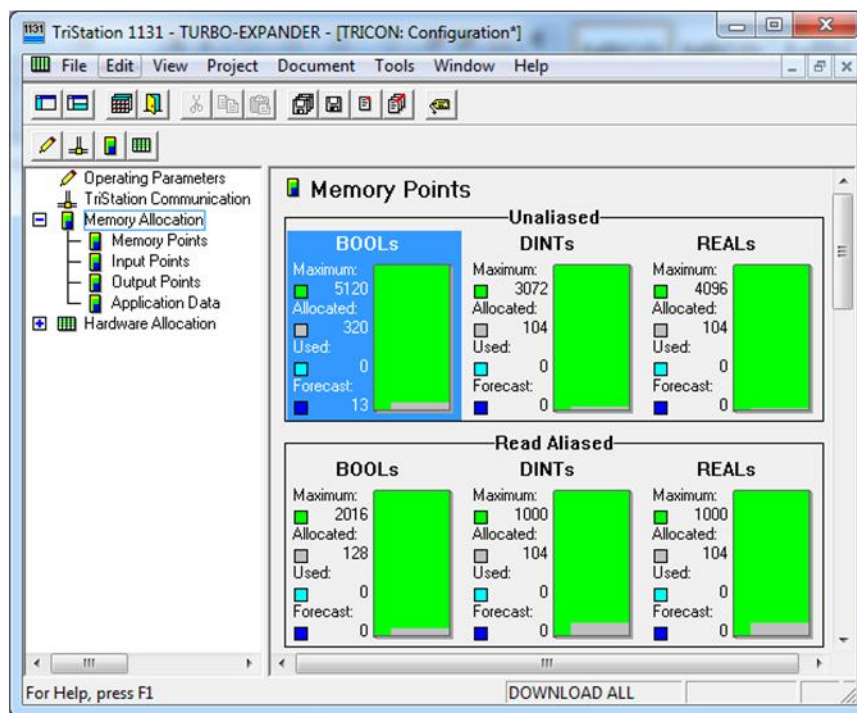 TriStation 1131 - TURBO-EXPANDER - [TRICON: Configuration*]
File Edit View Project Document Tools Window Help
Operating Parameters
TriStation Communication
Memory Allocation
Memory Points
Input Points
Output Points
Application Data
Hardware Allocation
Memory Points
Unaliased
BOOLs DINTs REALs
Maximum: Maximum: Maximum:
5120 3072 4096
Allocated: Allocated: Allocated:
320 104 104
Used: Used: Used:
0 0 0
Forecast: Forecast: Forecast:
13 0 0
Read Aliased
BOOLs DINTs REALs
Maximum: Maximum: Maximum:
2016 1000 1000
Allocated: Allocated: Allocated:
128 104 104
Used: Used: Used:
0 0 0
Forecast: Forecast: Forecast:
0 0 0
For Help, press F1 DOWNLOAD ALL